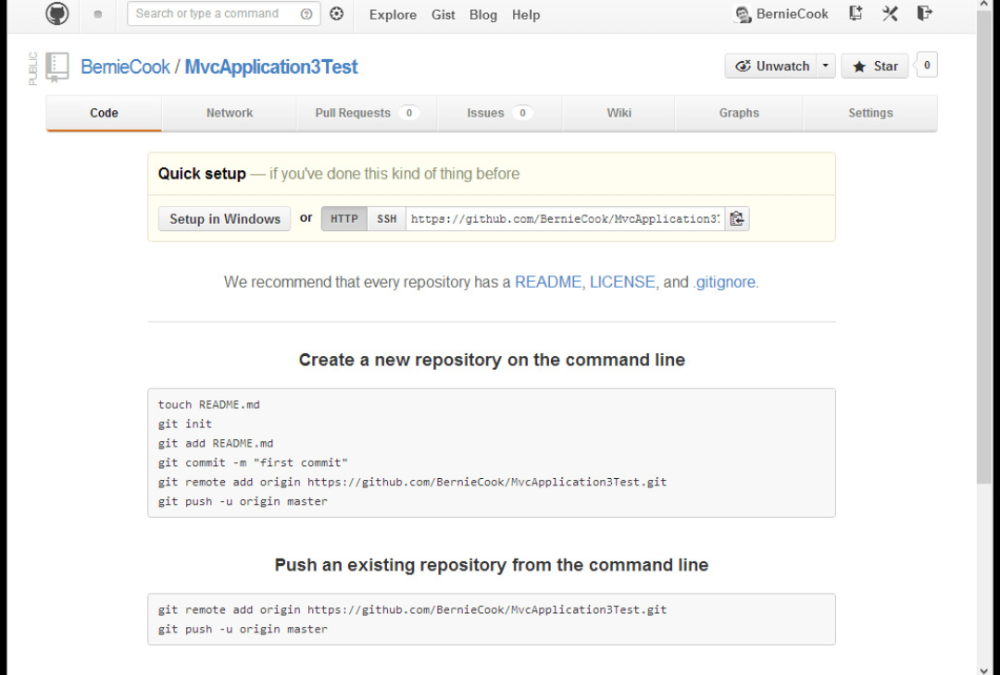 Search or type a command
Explore Gist Blog Help
BernieCook
PUBLIC
BernieCook / MvcApplication3Test
Unwatch
Star 0
Code Network Pull Requests 0 Issues 0 Wiki Graphs Settings
Quick setup — if you've done this kind of thing before
Setup in Windows or HTTP SSH https://github.com/BernieCook/MvcApplication3
We recommend that every repository has a README, LICENSE, and .gitignore.
Create a new repository on the command line
touch README.md
git init
git add README.md
git commit -m "first commit"
git remote add origin https://github.com/BernieCook/MvcApplication3Test.git
git push -u origin master
Push an existing repository from the command line
git remote add origin https://github.com/BernieCook/MvcApplication3Test.git
git push -u origin master